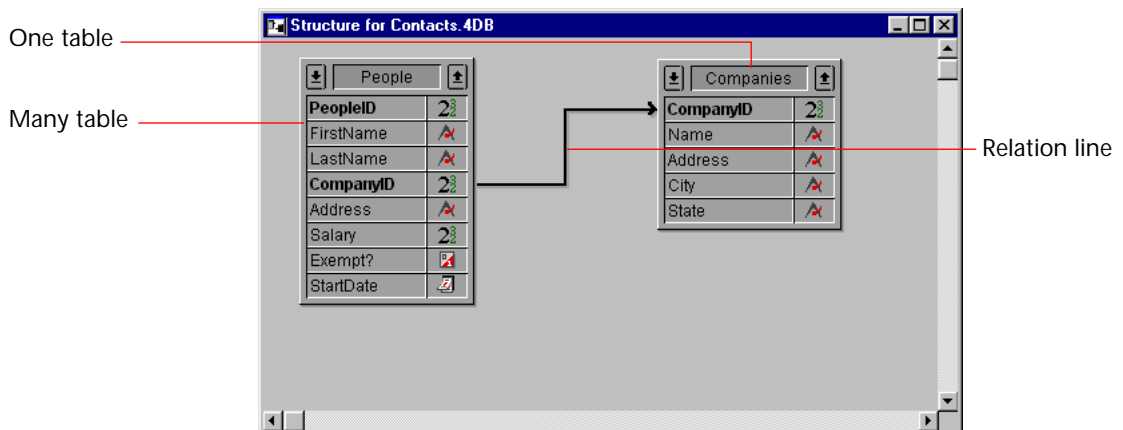 Structure for Contacts.4DB
One table
People
Companies
PeopleID
CompanyID
Many table
FirstName
Name
LastName
Address
Relation line
CompanyID
City
Address
State
Salary
Exempt?
StartDate